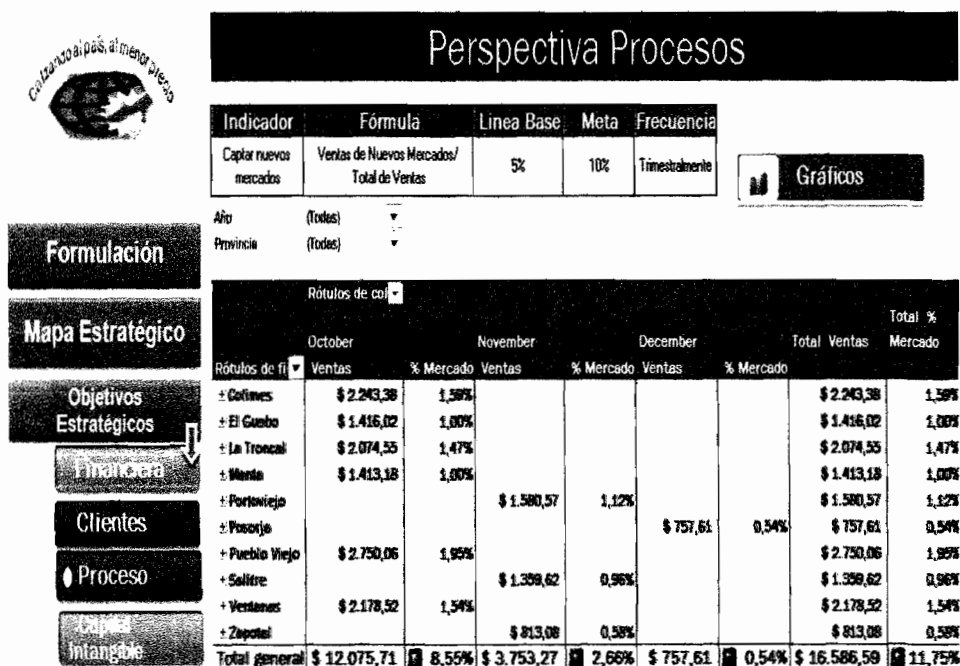 Calzando al país, al menor precio
Perspectiva Procesos
Indicador Fórmula Linea Base Meta Frecuencia
Captar nuevos mercados Ventas de Nuevos Mercados/ Total de Ventas 5% 10% Trimestralmente
Gráficos
Año (Todas)
Provincia (Todas)
Formulación
Mapa Estratégico
Objetivos
Estratégicos
Financiera
Clientes
Proceso
Capital
Intangible
Rótulos de col
Total %
October November December Total Ventas Mercado
Rótulos de fi Ventas % Mercado Ventas % Mercado Ventas % Mercado
+ Colimes $ 2.243,38 1,59% $ 2.243,38 1,59%
+ El Guabo $ 1.416,02 1,00% $ 1.416,02 1,00%
+ La Troncal $ 2.074,55 1,47% $ 2.074,55 1,47%
+ Manta $ 1.413,18 1,00% $ 1.413,18 1,00%
+ Portoviejo $ 1.580,57 1,12% $ 1.580,57 1,12%
+ Posorja $ 757,61 0,54% $ 757,61 0,54%
+ Pueblo Viejo $ 2.750,06 1,95% $ 2.750,06 1,95%
+ Salitre $ 1.359,62 0,96% $ 1.359,62 0,96%
+ Ventanas $ 2.178,52 1,54% $ 2.178,52 1,54%
+ Zapotal $ 813,08 0,58% $ 813,08 0,58%
Total general $ 12.075,71 8,55% $ 3.753,27 2,66% $ 757,61 0,54% $ 16.586,59 11,75%